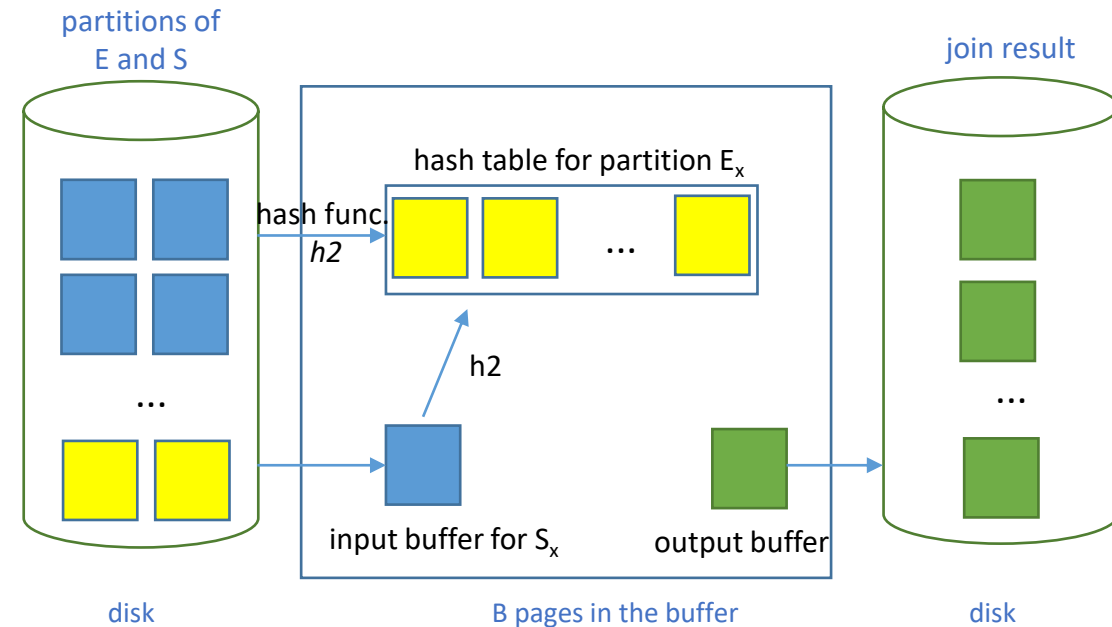 partitions of
E and S
join result
hash table for partition Eₓ
hash func.
h2
...
h2
...
...
input buffer for Sₓ
output buffer
disk
B pages in the buffer
disk